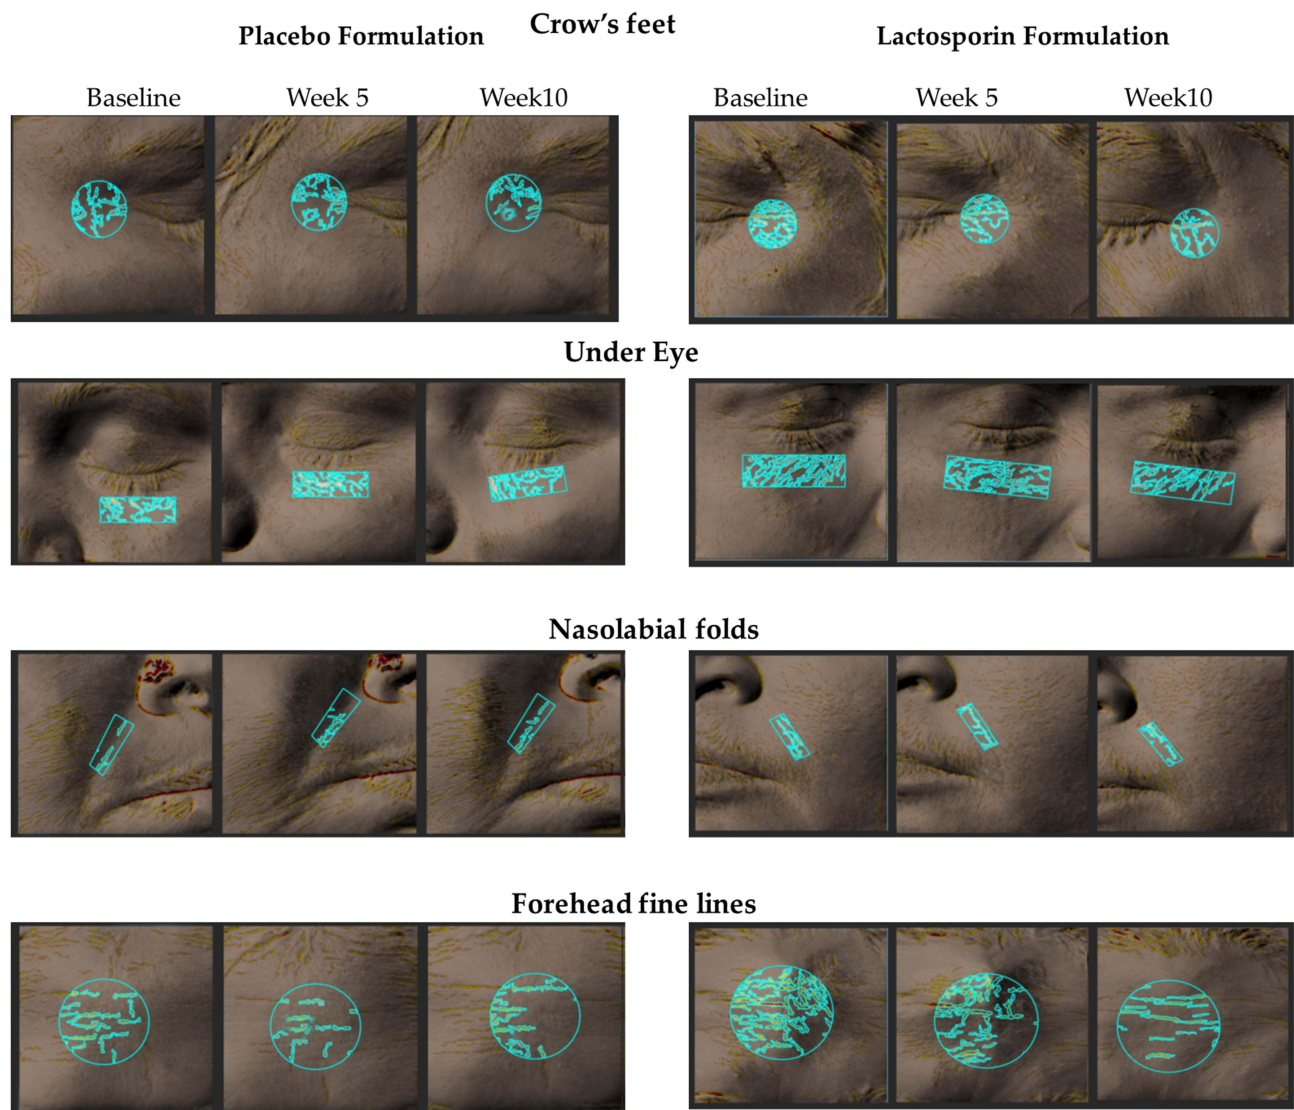 Crow's feet
Placebo Formulation
Lactosporin Formulation
Baseline
Week 5
Week10
Baseline
Week 5
Week10
Under Eye
Nasolabial folds
Forehead fine lines